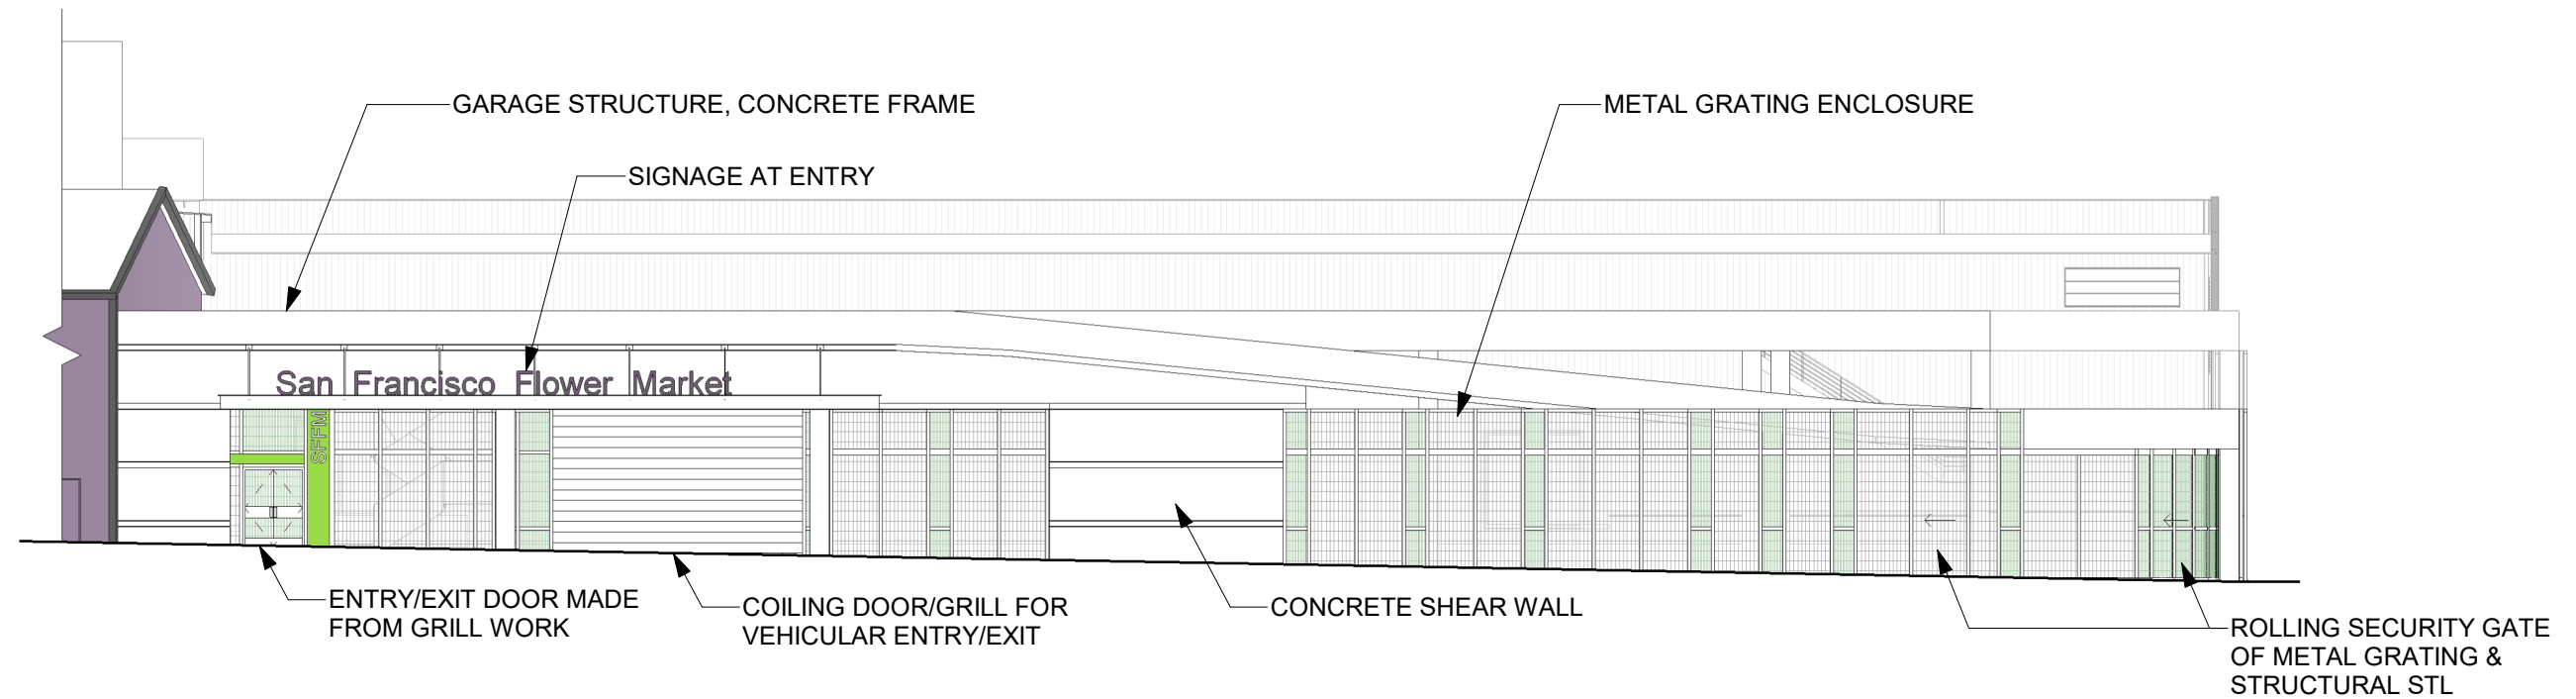 GARAGE STRUCTURE, CONCRETE FRAME
METAL GRATING ENCLOSURE
SIGNAGE AT ENTRY
San Francisco Flower Market
SFFM
ENTRY/EXIT DOOR MADE
FROM GRILL WORK
COILING DOOR/GRILL FOR
VEHICULAR ENTRY/EXIT
CONCRETE SHEAR WALL
ROLLING SECURITY GATE
OF METAL GRATING &
STRUCTURAL STL